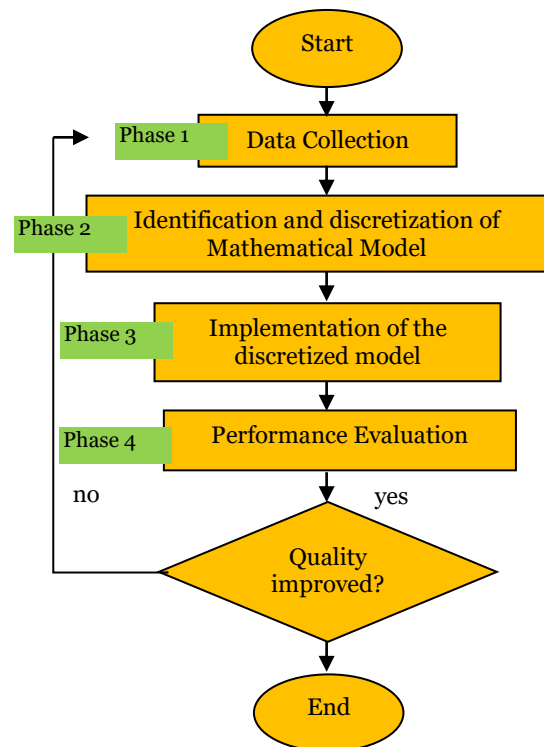 Start
Phase 1
Data Collection
Phase 2
Identification and discretization of
Mathematical Model
Phase 3
Implementation of the
discretized model
Phase 4
Performance Evaluation
no
yes
Quality
improved?
End